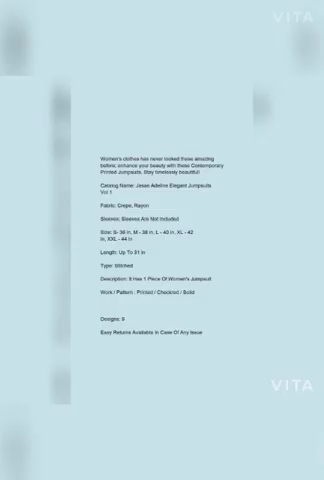 VITA
Women's clothes has never looked these amazing
before, enhance your beauty with these Contemporary
Printed Jumpsuits. Stay timelessly beautiful!
Catalog Name: Jessie Adeline Elegant Jumpsuits
Vol 1
Fabric: Crepe, Rayon
Sleeves: Sleeves Are Not Included
Size: S- 36 in, M - 38 in, L - 40 in, XL - 42
in, XXL - 44 in
Length: Up To 31 in
Type: Stitched
Description: It Has 1 Piece Of Women's Jumpsuit
Work / Pattern : Printed / Checked / Solid
Designs: 9
Easy Returns Available In Case Of Any Issue
VITA